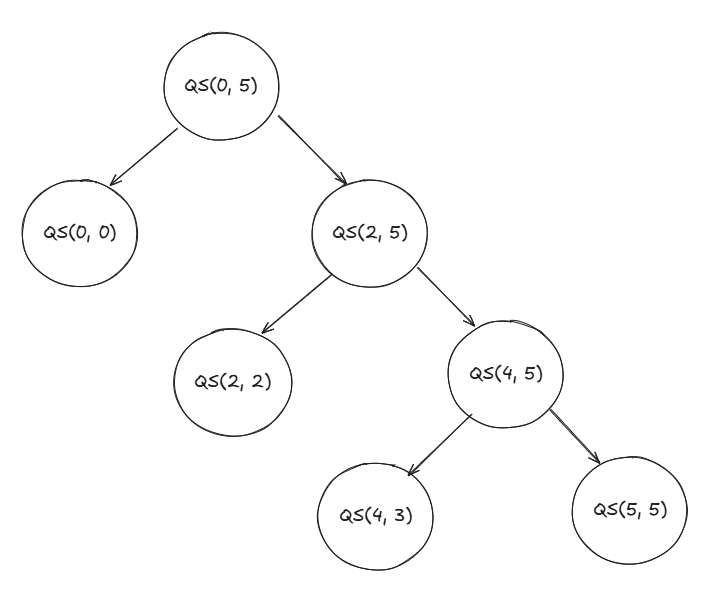 QS(0, 5)
QS(0, 0)
QS(2, 5)
QS(2, 2)
QS(4, 5)
QS(4, 3)
QS(5, 5)